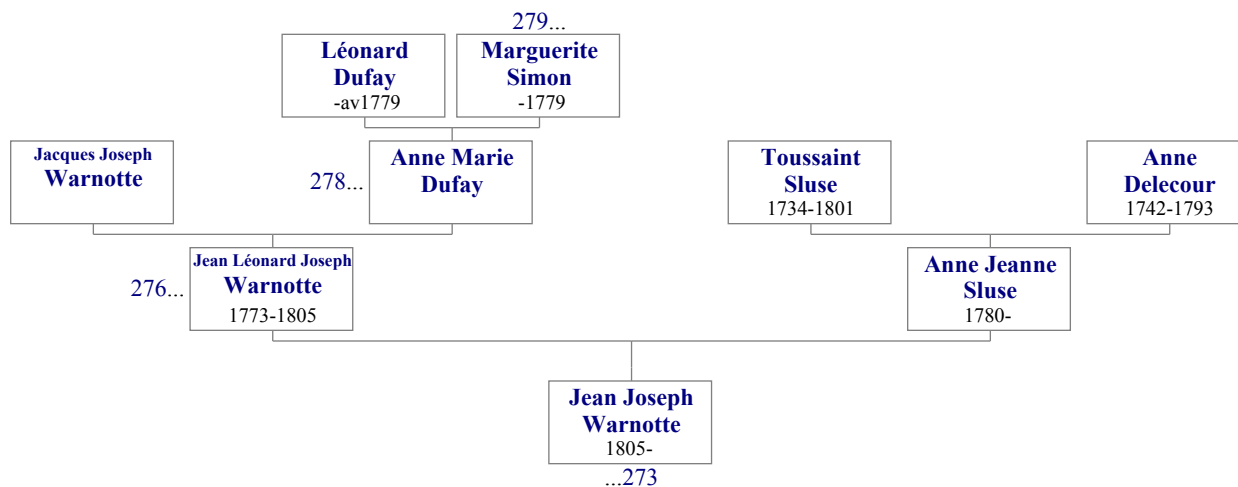 279...
Léonard
Dufay
-av1779
Marguerite
Simon
-1779
Jacques Joseph
Warnotte
278...
Anne Marie
Dufay
Toussaint
Sluse
1734-1801
Anne
Delecour
1742-1793
276...
Jean Léonard Joseph
Warnotte
1773-1805
Anne Jeanne
Sluse
1780-
Jean Joseph
Warnotte
1805-
...273